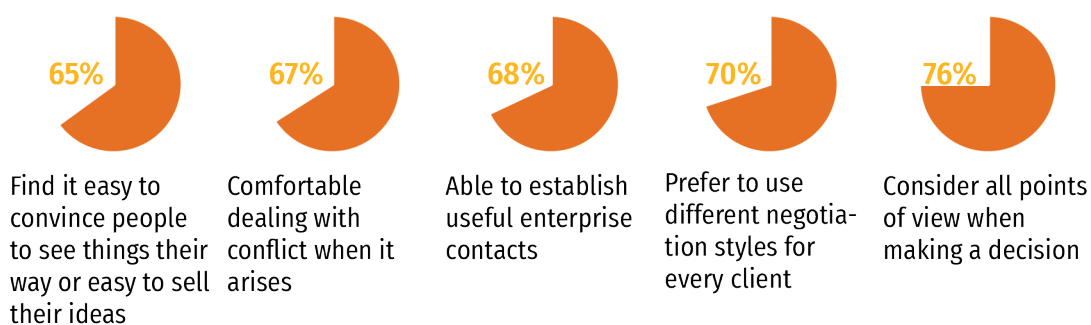 65%
Find it easy to
convince people
to see things their
way or easy to sell
their ideas
67%
Comfortable
dealing with
conflict when it
arises
68%
Able to establish
useful enterprise
contacts
70%
Prefer to use
different negotia-
tion styles for
every client
76%
Consider all points
of view when
making a decision